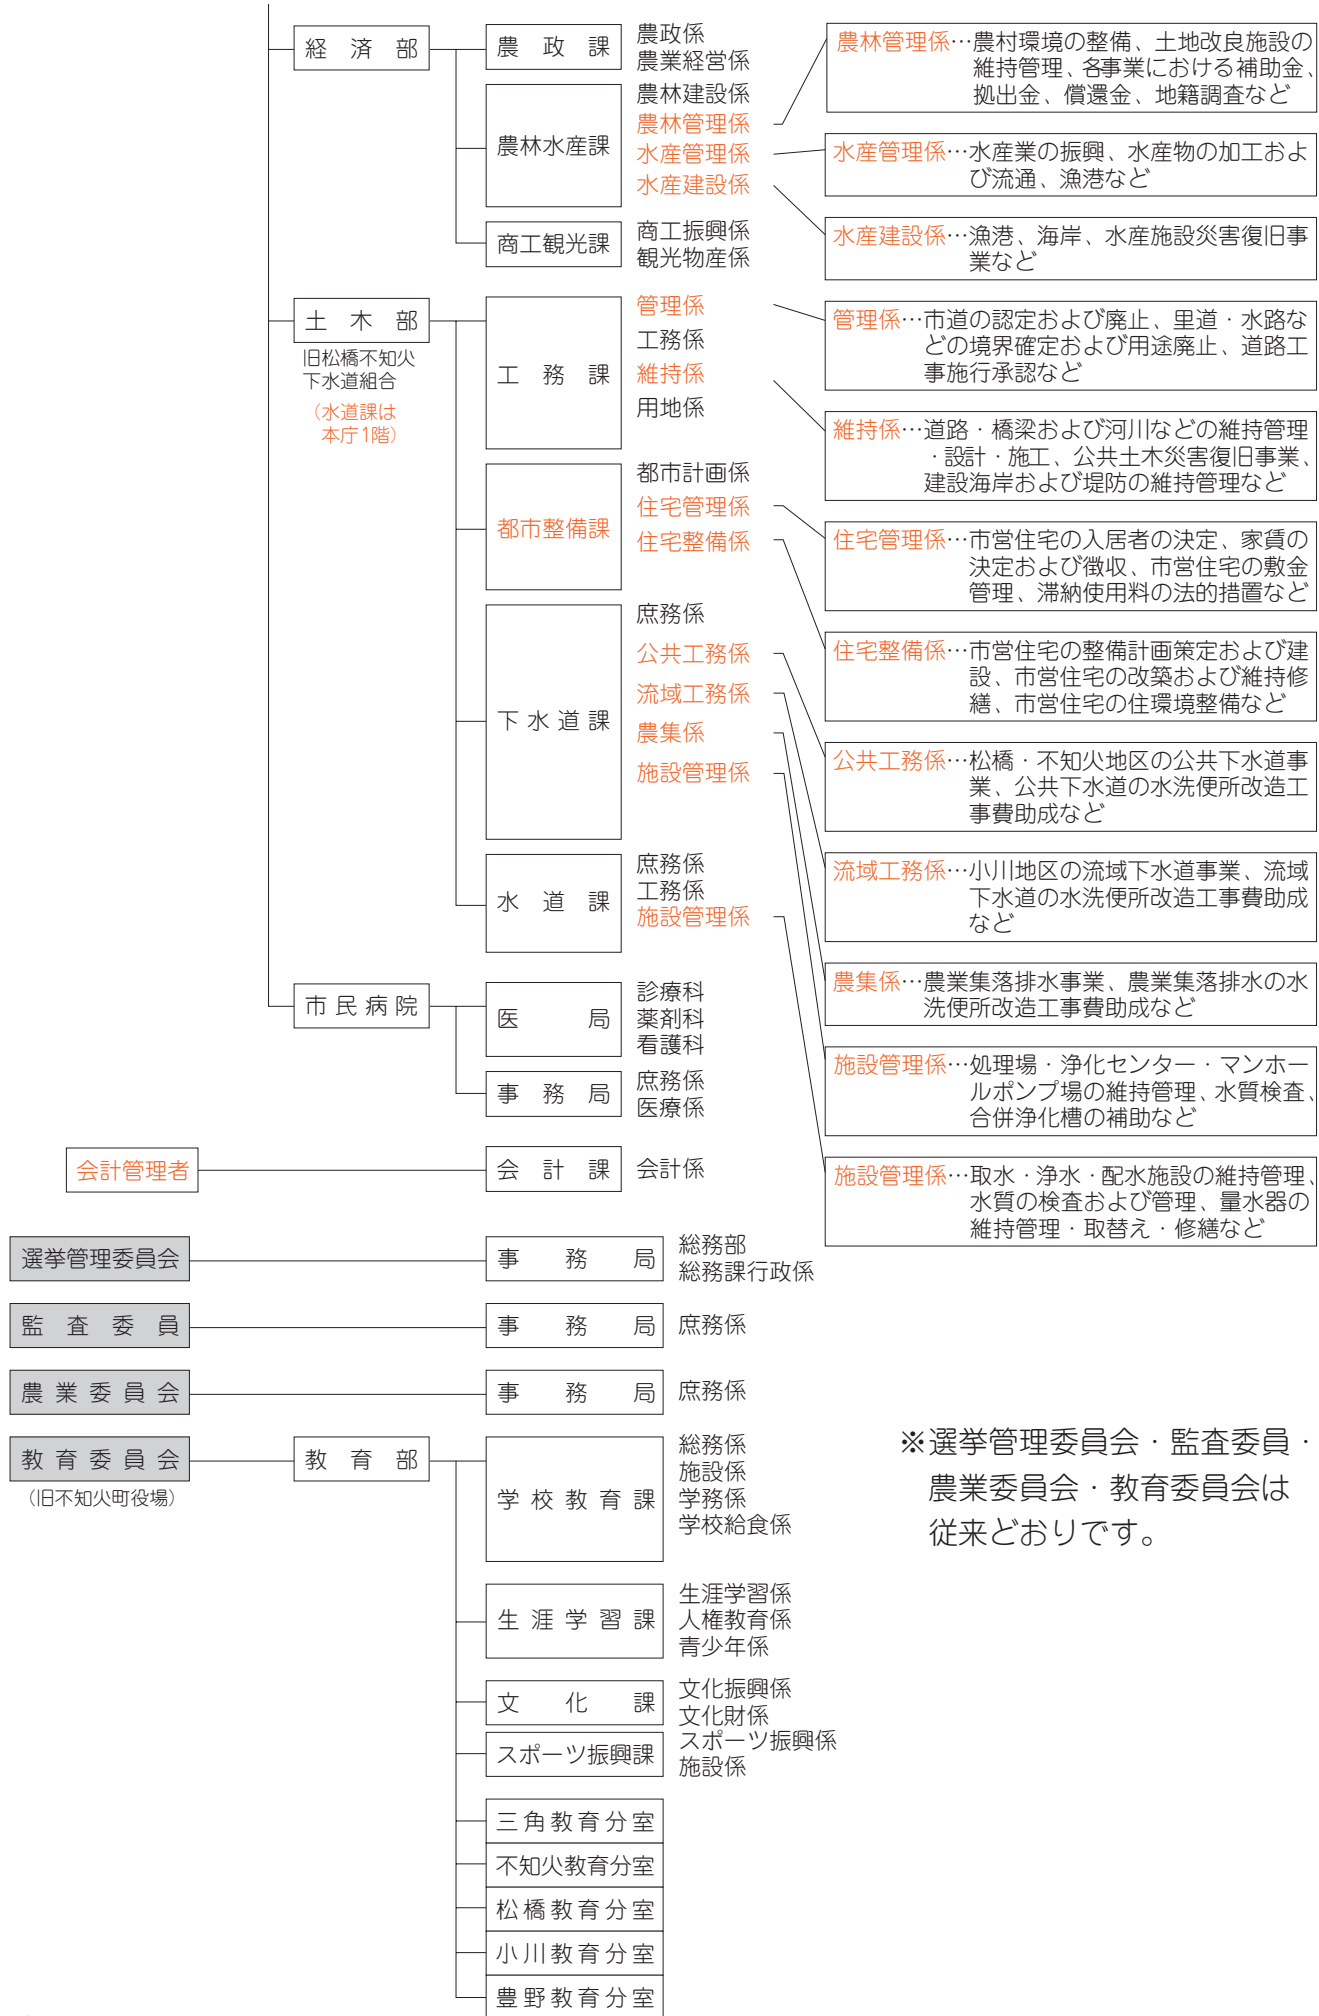 経済部
農政課
農政係
農業経営係
農林水産課
農林建設係
農林管理係
水産管理係
水産建設係
商工観光課
商工振興係
観光物産係
農林管理係…農村環境の整備、土地改良施設の
維持管理、各事業における補助金、
拠出金、償還金、地籍調査など
水産管理係…水産業の振興、水産物の加工およ
び流通、漁港など
水産建設係…漁港、海岸、水産施設災害復旧事
業など
土木部
旧松橋不知火
下水道組合
（水道課は
本庁1階）
工務課
管理係
工務係
維持係
用地係
都市整備課
都市計画係
住宅管理係
住宅整備係
下水道課
庶務係
公共工務係
流域工務係
農集係
施設管理係
水道課
庶務係
工務係
施設管理係
管理係…市道の認定および廃止、里道・水路な
どの境界確定および用途廃止、道路工
事施行承認など
維持係…道路・橋梁および河川などの維持管理
・設計・施工、公共土木災害復旧事業、
建設海岸および堤防の維持管理など
住宅管理係…市営住宅の入居者の決定、家賃の
決定および徴収、市営住宅の敷金
管理、滞納使用料の法的措置など
住宅整備係…市営住宅の整備計画策定および建
設、市営住宅の改築および維持修
繕、市営住宅の住環境整備など
公共工務係…松橋・不知火地区の公共下水道事
業、公共下水道の水洗便所改造工
事費助成など
流域工務係…小川地区の流域下水道事業、流域
下水道の水洗便所改造工事費助成
など
農集係…農業集落排水事業、農業集落排水の水
洗便所改造工事費助成など
施設管理係…処理場・浄化センター・マンホー
ルポンプ場の維持管理、水質検査、
合併浄化槽の補助など
施設管理係…取水・浄水・配水施設の維持管理、
水質の検査および管理、量水器の
維持管理・取替え・修繕など
市民病院
医局
診療科
薬剤科
看護科
事務局
庶務係
医療係
会計管理者
会計課
会計係
選挙管理委員会
事務局
総務部
総務課行政係
監査委員
事務局
庶務係
農業委員会
事務局
庶務係
教育委員会
（旧不知火町役場）
教育部
学校教育課
総務係
施設係
学務係
学校給食係
生涯学習課
生涯学習係
人権教育係
青少年係
文化課
文化振興係
文化財係
スポーツ振興課
スポーツ振興係
施設係
三角教育分室
不知火教育分室
松橋教育分室
小川教育分室
豊野教育分室
※選挙管理委員会・監査委員・
農業委員会・教育委員会は
従来どおりです。